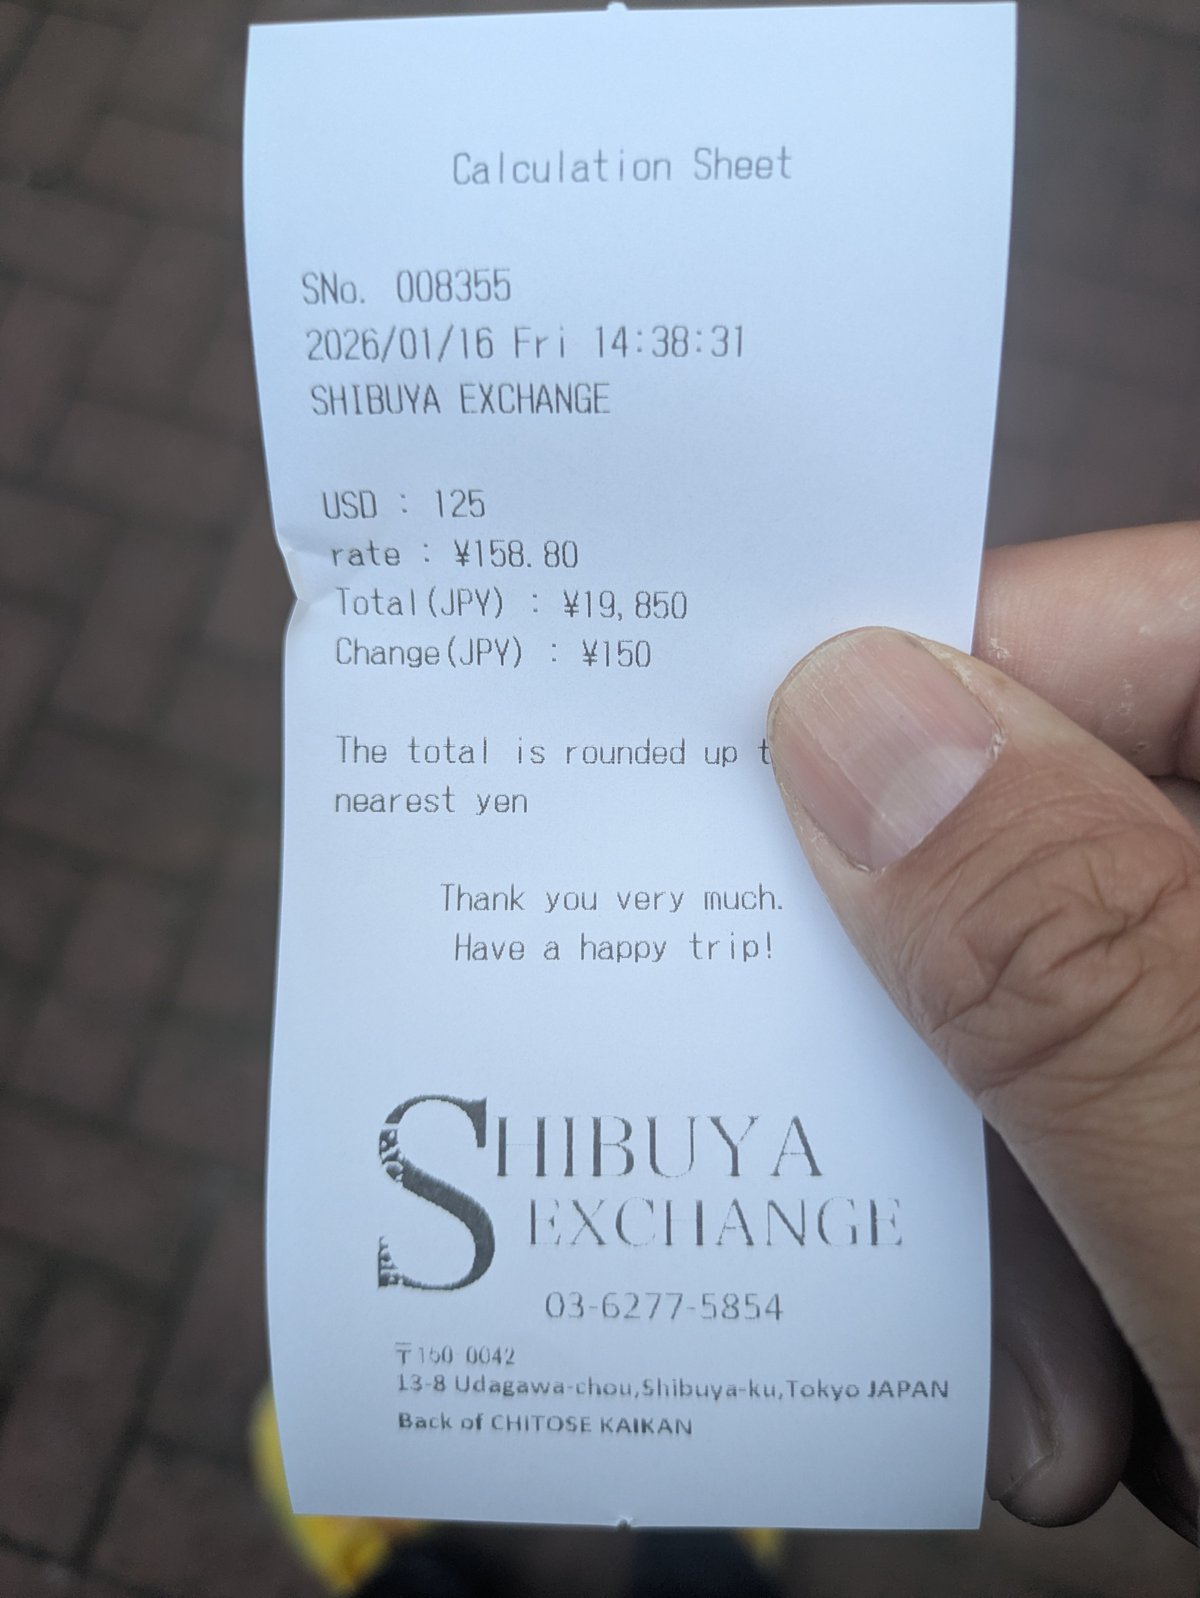 Calculation Sheet
SNo. 008355
2026/01/16 Fri 14:38:31
SHIBUYA EXCHANGE
USD : 125
rate : ¥158.80
Total(JPY) : ¥19,850
Change(JPY) : ¥150
The total is rounded up t
nearest yen
Thank you very much.
Have a happy trip!
SHIBUYA
EXCHANGE
03-6277-5854
〒150-0042
13-8 Udagawa-chou,Shibuya-ku,Tokyo JAPAN
Back of CHITOSE KAIKAN